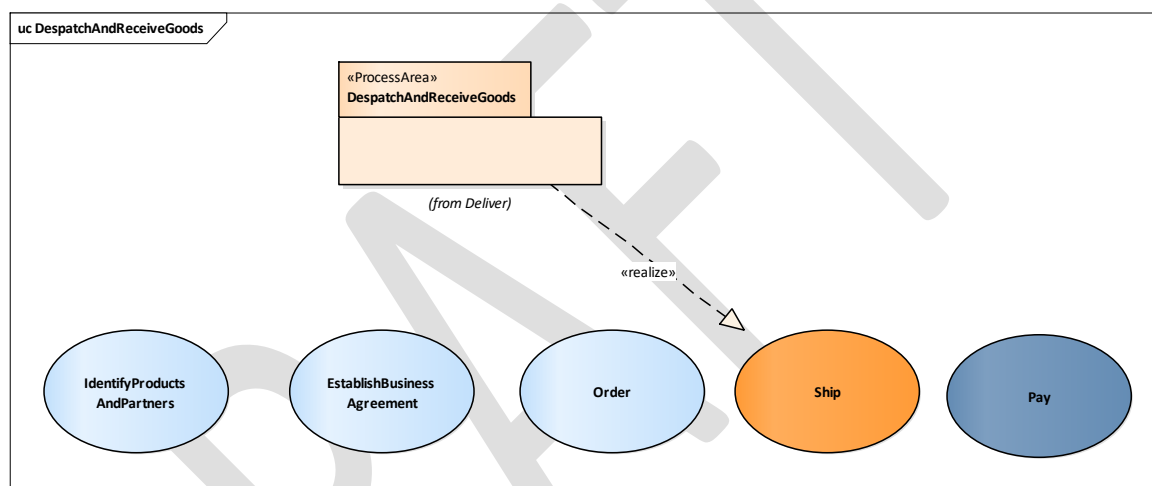 uc DespatchAndReceiveGoods
«ProcessArea»
DespatchAndReceiveGoods
(from Deliver)
«realize»
IdentifyProducts
AndPartners
EstablishBusiness
Agreement
Order
Ship
Pay